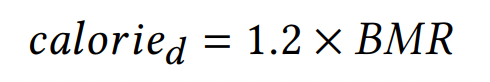 calorie_d = 1.2 × BMR